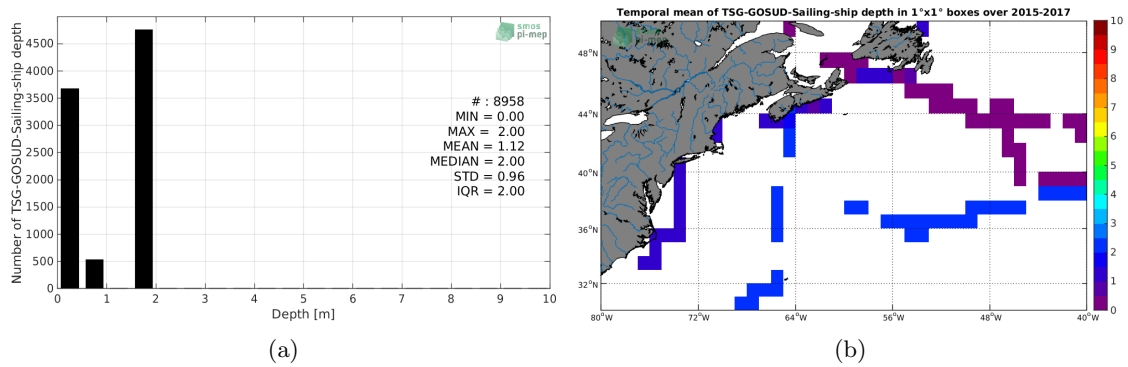 Number of TSG-GOSUD-Sailing-ship depth
4500
4000
3500
3000
2500
2000
1500
1000
500
0
smos
pi-mep
# : 8958
MIN = 0.00
MAX = 2.00
MEAN = 1.12
MEDIAN = 2.00
STD = 0.96
IQR = 2.00
0 1 2 3 4 5 6 7 8 9 10
Depth [m]
(a)
Temporal mean of TSG-GOSUD-Sailing-ship depth in 1°x1° boxes over 2015-2017
48°N
44°N
40°N
36°N
32°N
80°W 72°W 64°W 56°W 48°W 40°W
10
9
8
7
6
5
4
3
2
1
0
(b)